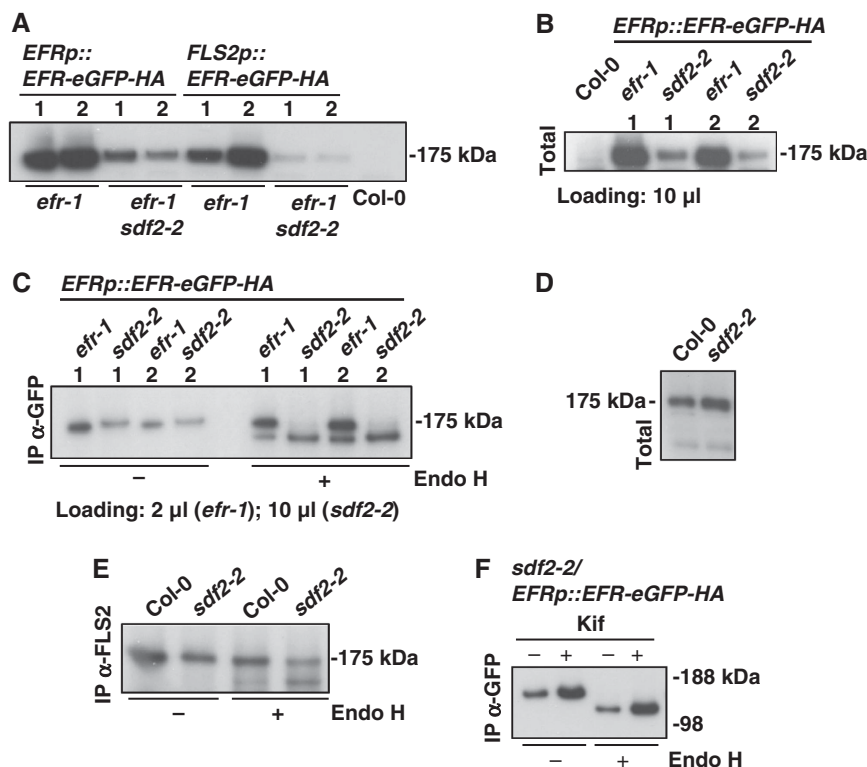 A
EFRp:: FLS2p::
EFR-eGFP-HA EFR-eGFP-HA
1 2 1 2 1 2 1 2
-175 kDa
efr-1 efr-1 efr-1 efr-1 Col-0
sdf2-2 sdf2-2
B
EFRp::EFR-eGFP-HA
Col-0 efr-1 sdf2-2 efr-1 sdf2-2
1 1 2 2
Total
-175 kDa
Loading: 10 µl
C
EFRp::EFR-eGFP-HA
efr-1 sdf2-2 efr-1 sdf2-2 efr-1 sdf2-2 efr-1 sdf2-2
1 1 2 2 1 1 2 2
IP α-GFP
-175 kDa
– + Endo H
Loading: 2 µl (efr-1); 10 µl (sdf2-2)
D
Col-0 sdf2-2
175 kDa-
Total
E
Col-0 sdf2-2 Col-0 sdf2-2
IP α-FLS2
-175 kDa
– + Endo H
F
sdf2-2/
EFRp::EFR-eGFP-HA
Kif
– + – +
IP α-GFP
-188 kDa
-98
– + Endo H